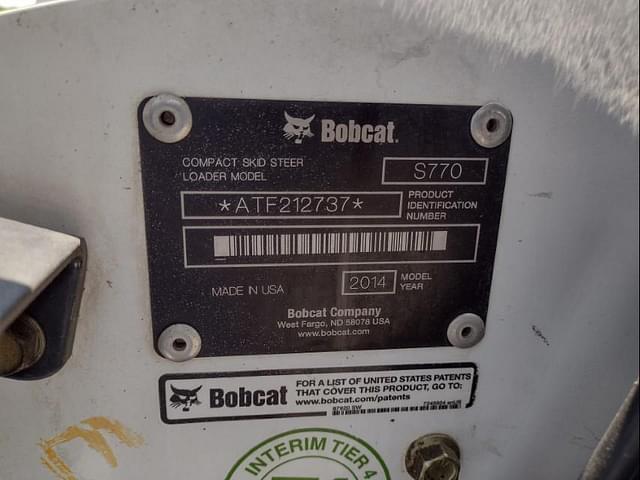 Bobcat.
COMPACT SKID STEER
LOADER MODEL
S770
*ATF212737*
PRODUCT
IDENTIFICATION
NUMBER
MADE IN USA
2014
MODEL
YEAR
Bobcat Company
West Fargo, ND 58078 USA
www.bobcat.com
Bobcat
FOR A LIST OF UNITED STATES PATENTS
THAT COVER THIS PRODUCT, GO TO:
www.bobcat.com/patents
INTERIM TIER 4